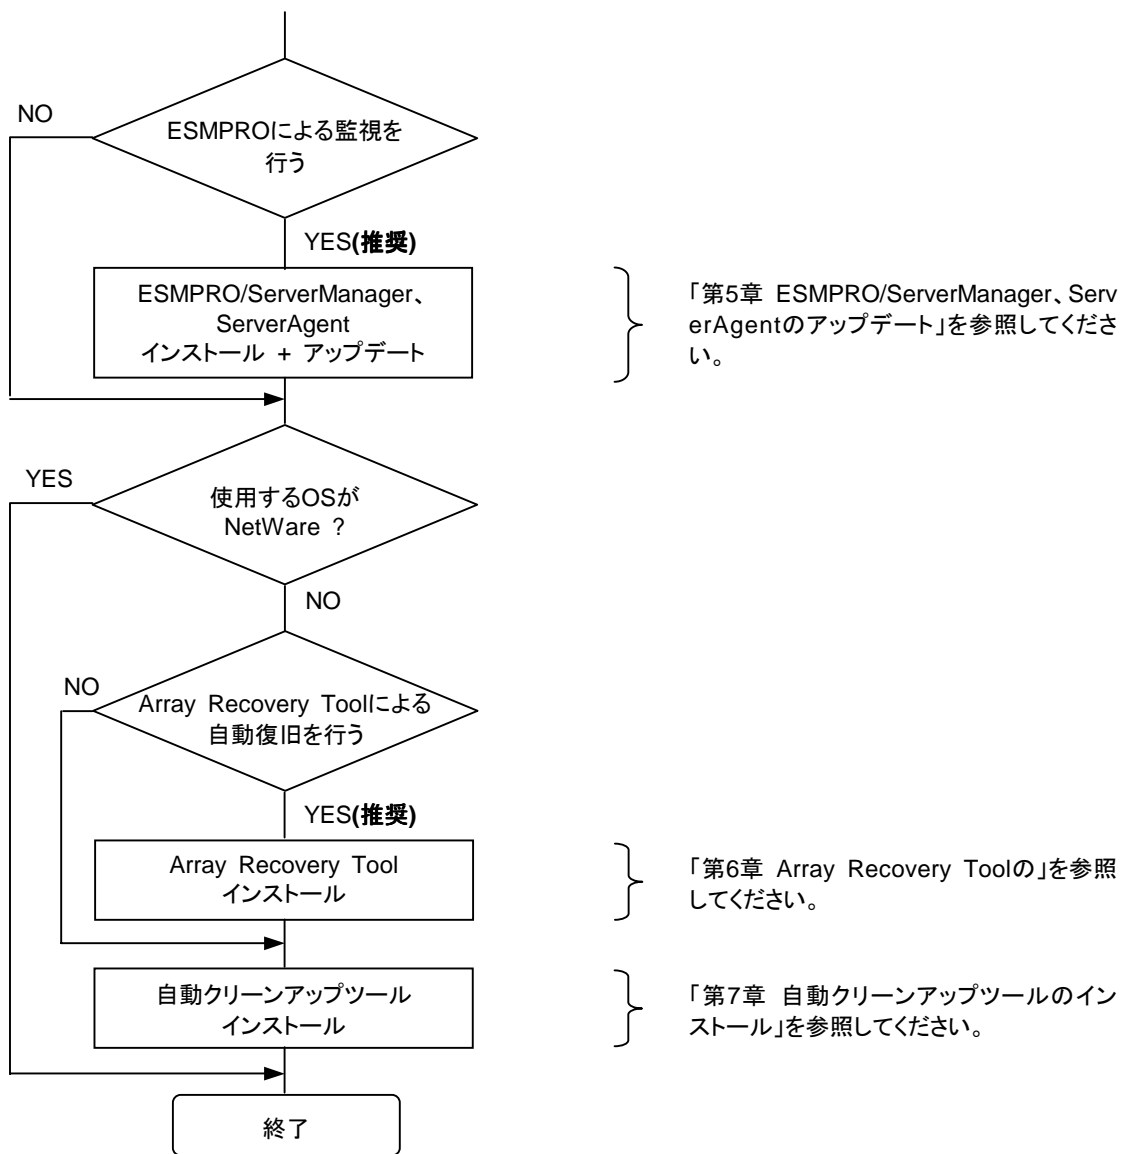 NO
ESMPROによる監視を
行う
YES(推奨)
ESMPRO/ServerManager、
ServerAgent
インストール + アップデート
「第5章 ESMPRO/ServerManager、Serv
erAgentのアップデート」を参照してくださ
い。
YES
使用するOSが
NetWare ?
NO
NO
Array Recovery Toolによる
自動復旧を行う
YES(推奨)
Array Recovery Tool
インストール
「第6章 Array Recovery Toolの」を参照
してください。
自動クリーンアップツール
インストール
「第7章 自動クリーンアップツールのイン
ストール」を参照してください。
終了